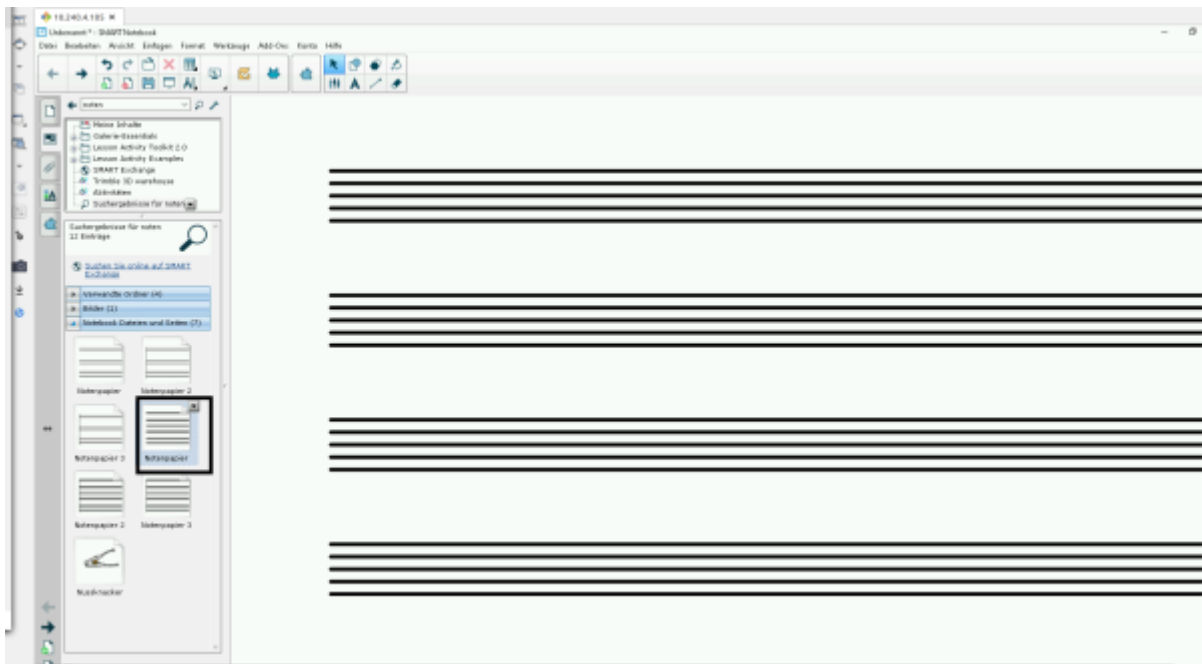 10.240.4.105
Unbenannt * - SMART Notebook
Datei Bearbeiten Ansicht Einfügen Format Werkzeuge Add-Ons Konto Hilfe
noten
Meine Inhalte
Galerie-Essentials
Lesson Activity Toolkit 2.0
Lesson Activity Examples
SMART Exchange
Trimble 3D warehouse
Aktivitäten
Suchergebnisse für noten
Suchergebnisse für noten
12 Einträge
Suchen Sie online auf SMART
Exchange
Verwandte Ordner (4)
Bilder (1)
Notebook Dateien und Seiten (7)
Notenpapier Notenpapier 2
Notenpapier 3 Notenpapier
Notenpapier 2 Notenpapier 3
Nussknacker